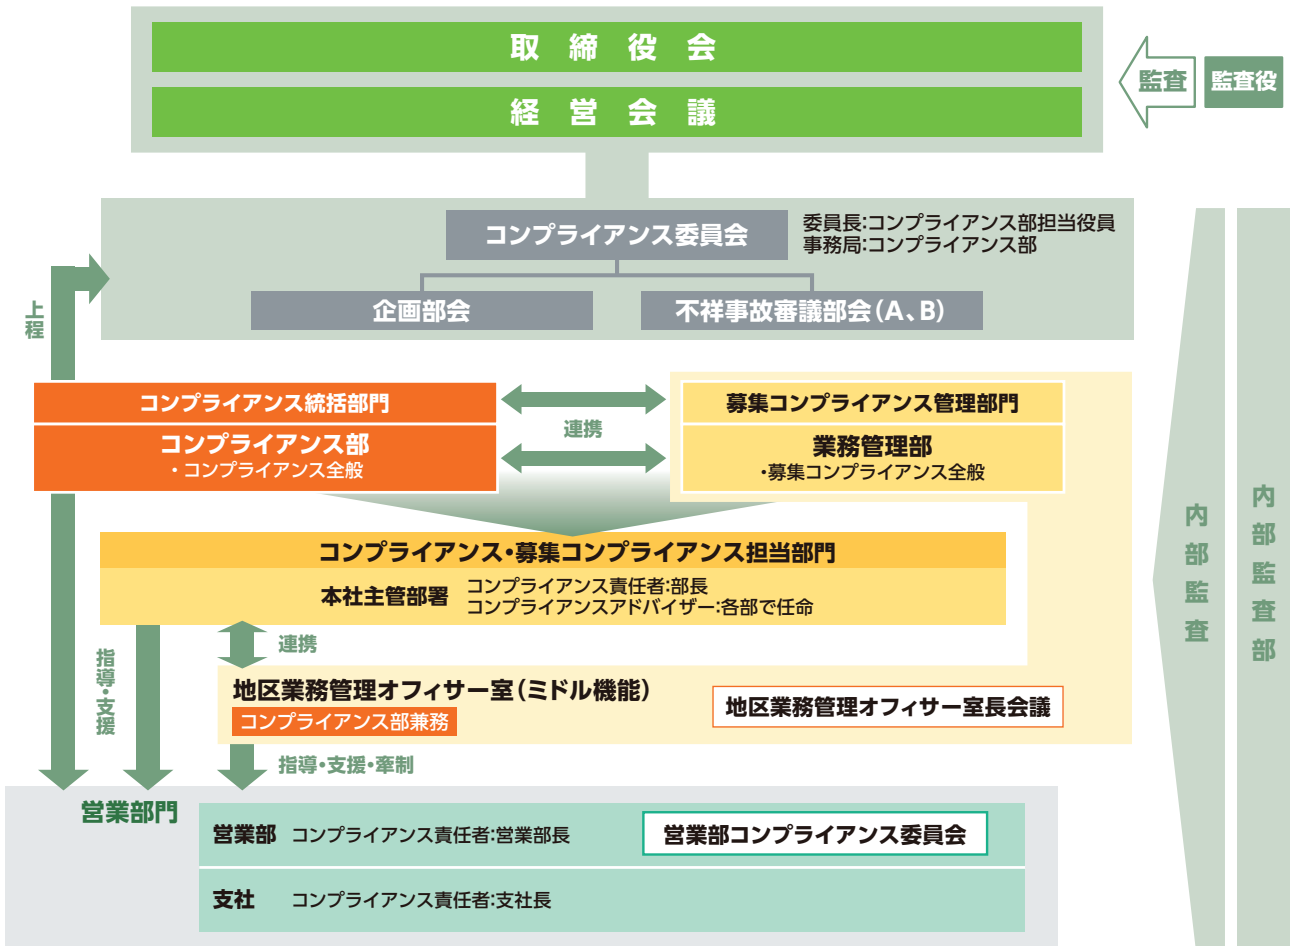 取締役会
経営会議
監査
監査役
コンプライアンス委員会
委員長:コンプライアンス部担当役員
事務局:コンプライアンス部
企画部会
不祥事故審議部会(A、B)
上程
コンプライアンス統括部門
コンプライアンス部
・コンプライアンス全般
連携
募集コンプライアンス管理部門
業務管理部
・募集コンプライアンス全般
コンプライアンス・募集コンプライアンス担当部門
本社主管部署
コンプライアンス責任者:部長
コンプライアンスアドバイザー:各部で任命
連携
指導・支援
地区業務管理オフィサー室(ミドル機能)
コンプライアンス部兼務
地区業務管理オフィサー室長会議
指導・支援・牽制
内部監査
内部監査部
営業部門
営業部 コンプライアンス責任者:営業部長
営業部コンプライアンス委員会
支社 コンプライアンス責任者:支社長